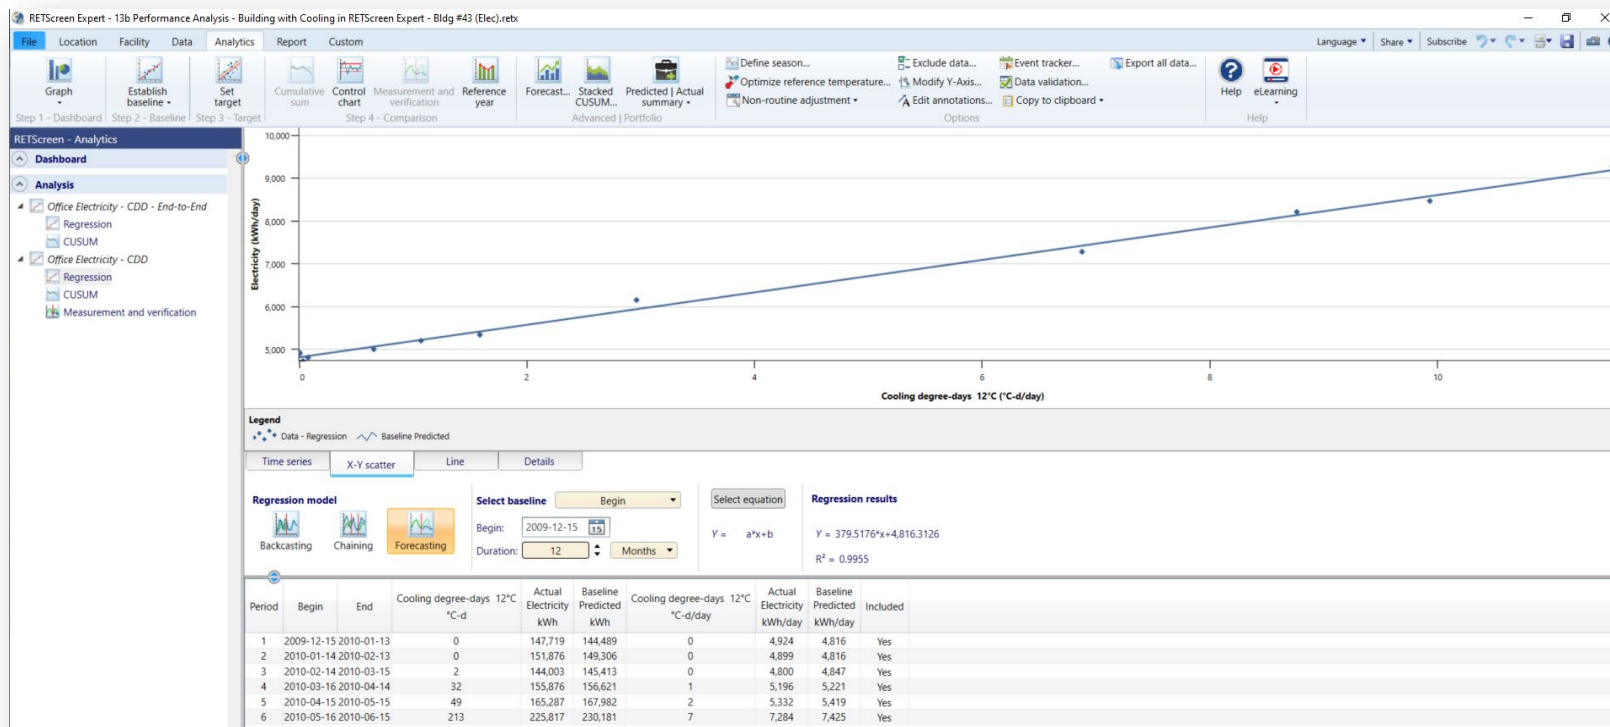 RETScreen Expert - 13b Performance Analysis - Building with Cooling in RETScreen Expert - Bldg #43 (Elec).retx
File Location Facility Data Analytics Report Custom Language Share Subscribe
Graph Establish baseline Set target Cumulative sum Control chart Measurement and verification Reference year Forecast... Stacked CUSUM... Predicted | Actual summary
Define season... Exclude data... Event tracker... Export all data...
Optimize reference temperature... Modify Y-Axis... Data validation...
Non-routine adjustment Edit annotations... Copy to clipboard
Help eLearning
Step 1 - Dashboard Step 2 - Baseline Step 3 - Target Step 4 - Comparison Advanced | Portfolio Options Help
RETScreen - Analytics
Dashboard
Analysis
Office Electricity - CDD - End-to-End
Regression
CUSUM
Office Electricity - CDD
Regression
CUSUM
Measurement and verification
Electricity (kWh/day)
10,000
9,000
8,000
7,000
6,000
5,000
0 2 4 6 8 10
Cooling degree-days 12°C (°C-d/day)
Legend
Data - Regression Baseline Predicted
Time series X-Y scatter Line Details
Regression model
Backcasting Chaining Forecasting
Select baseline Begin
Begin: 2009-12-15 15
Duration: 12 Months
Select equation
Y = a*x+b
Regression results
Y = 379.5176*x+4,816.3126
R² = 0.9955
Period Begin End Cooling degree-days 12°C °C-d Actual Electricity kWh Baseline Predicted kWh Cooling degree-days 12°C °C-d/day Actual Electricity kWh/day Baseline Predicted kWh/day Included
1 2009-12-15 2010-01-13 0 147,719 144,489 0 4,924 4,816 Yes
2 2010-01-14 2010-02-13 0 151,876 149,306 0 4,899 4,816 Yes
3 2010-02-14 2010-03-15 2 144,003 145,413 0 4,800 4,847 Yes
4 2010-03-16 2010-04-14 32 155,876 156,621 1 5,196 5,221 Yes
5 2010-04-15 2010-05-15 49 165,287 167,982 2 5,332 5,419 Yes
6 2010-05-16 2010-06-15 213 225,817 230,181 7 7,284 7,425 Yes